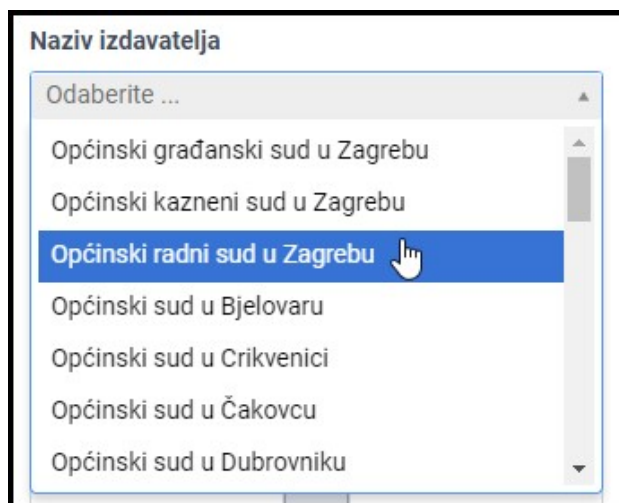 Naziv izdavatelja
Odaberite ...
Općinski građanski sud u Zagrebu
Općinski kazneni sud u Zagrebu
Općinski radni sud u Zagrebu
Općinski sud u Bjelovaru
Općinski sud u Crikvenici
Općinski sud u Čakovcu
Općinski sud u Dubrovniku